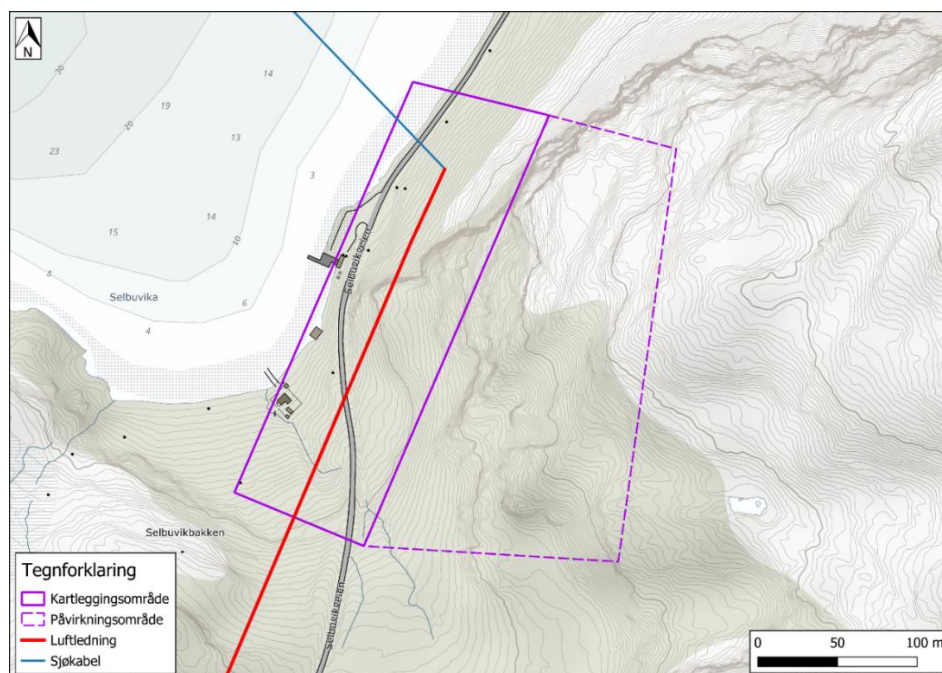 N
30
14
19
20
13
23
3
14
15
10
Selbuvika
5
6
4
Selbuvikveien
Selbuvikbakken
Selbuvikveien
Tegnforklaring
Kartleggingsområde
Påvirkningsområde
Luftledning
Sjøkabel
0 50 100 m